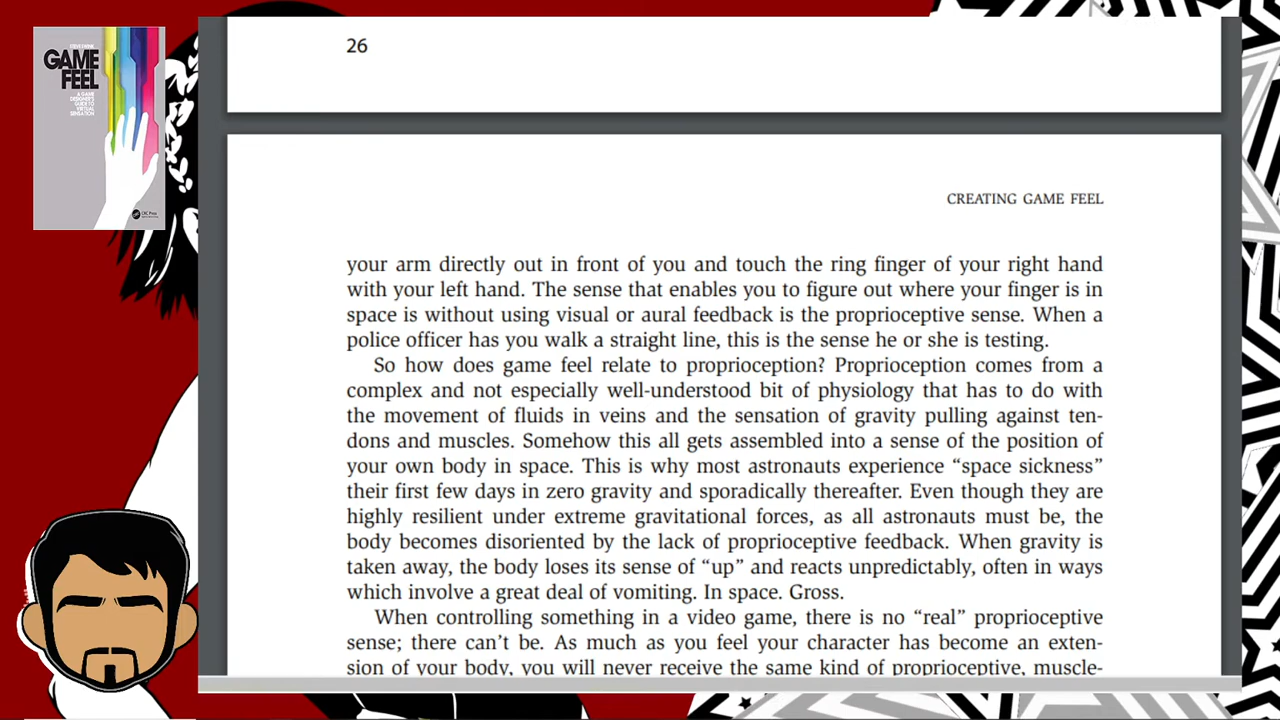 STEVE SWINK
GAME
FEEL
A GAME
DESIGNER'S
GUIDE TO
VIRTUAL
SENSATION
CRC Press
26
CREATING GAME FEEL
your arm directly out in front of you and touch the ring finger of your right hand
with your left hand. The sense that enables you to figure out where your finger is in
space is without using visual or aural feedback is the proprioceptive sense. When a
police officer has you walk a straight line, this is the sense he or she is testing.
So how does game feel relate to proprioception? Proprioception comes from a
complex and not especially well-understood bit of physiology that has to do with
the movement of fluids in veins and the sensation of gravity pulling against ten-
dons and muscles. Somehow this all gets assembled into a sense of the position of
your own body in space. This is why most astronauts experience “space sickness”
their first few days in zero gravity and sporadically thereafter. Even though they are
highly resilient under extreme gravitational forces, as all astronauts must be, the
body becomes disoriented by the lack of proprioceptive feedback. When gravity is
taken away, the body loses its sense of “up” and reacts unpredictably, often in ways
which involve a great deal of vomiting. In space. Gross.
When controlling something in a video game, there is no “real” proprioceptive
sense; there can’t be. As much as you feel your character has become an exten-
sion of your body, you will never receive the same kind of proprioceptive, muscle-